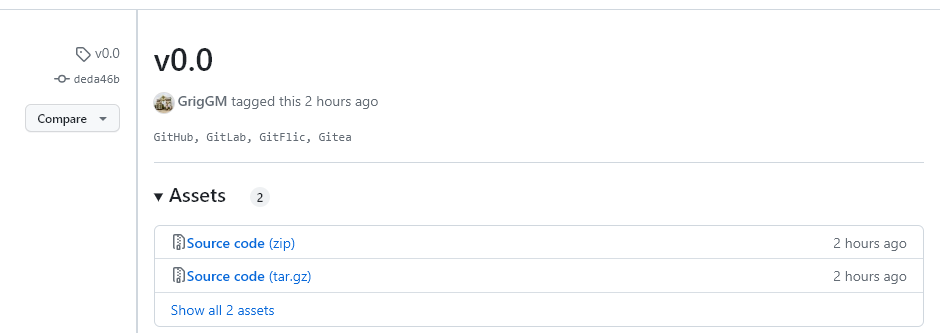 v0.0
deda46b
Compare
v0.0
GrigGM tagged this 2 hours ago
GitHub, GitLab, GitFlic, Gitea
Assets 2
Source code (zip) 2 hours ago
Source code (tar.gz) 2 hours ago
Show all 2 assets